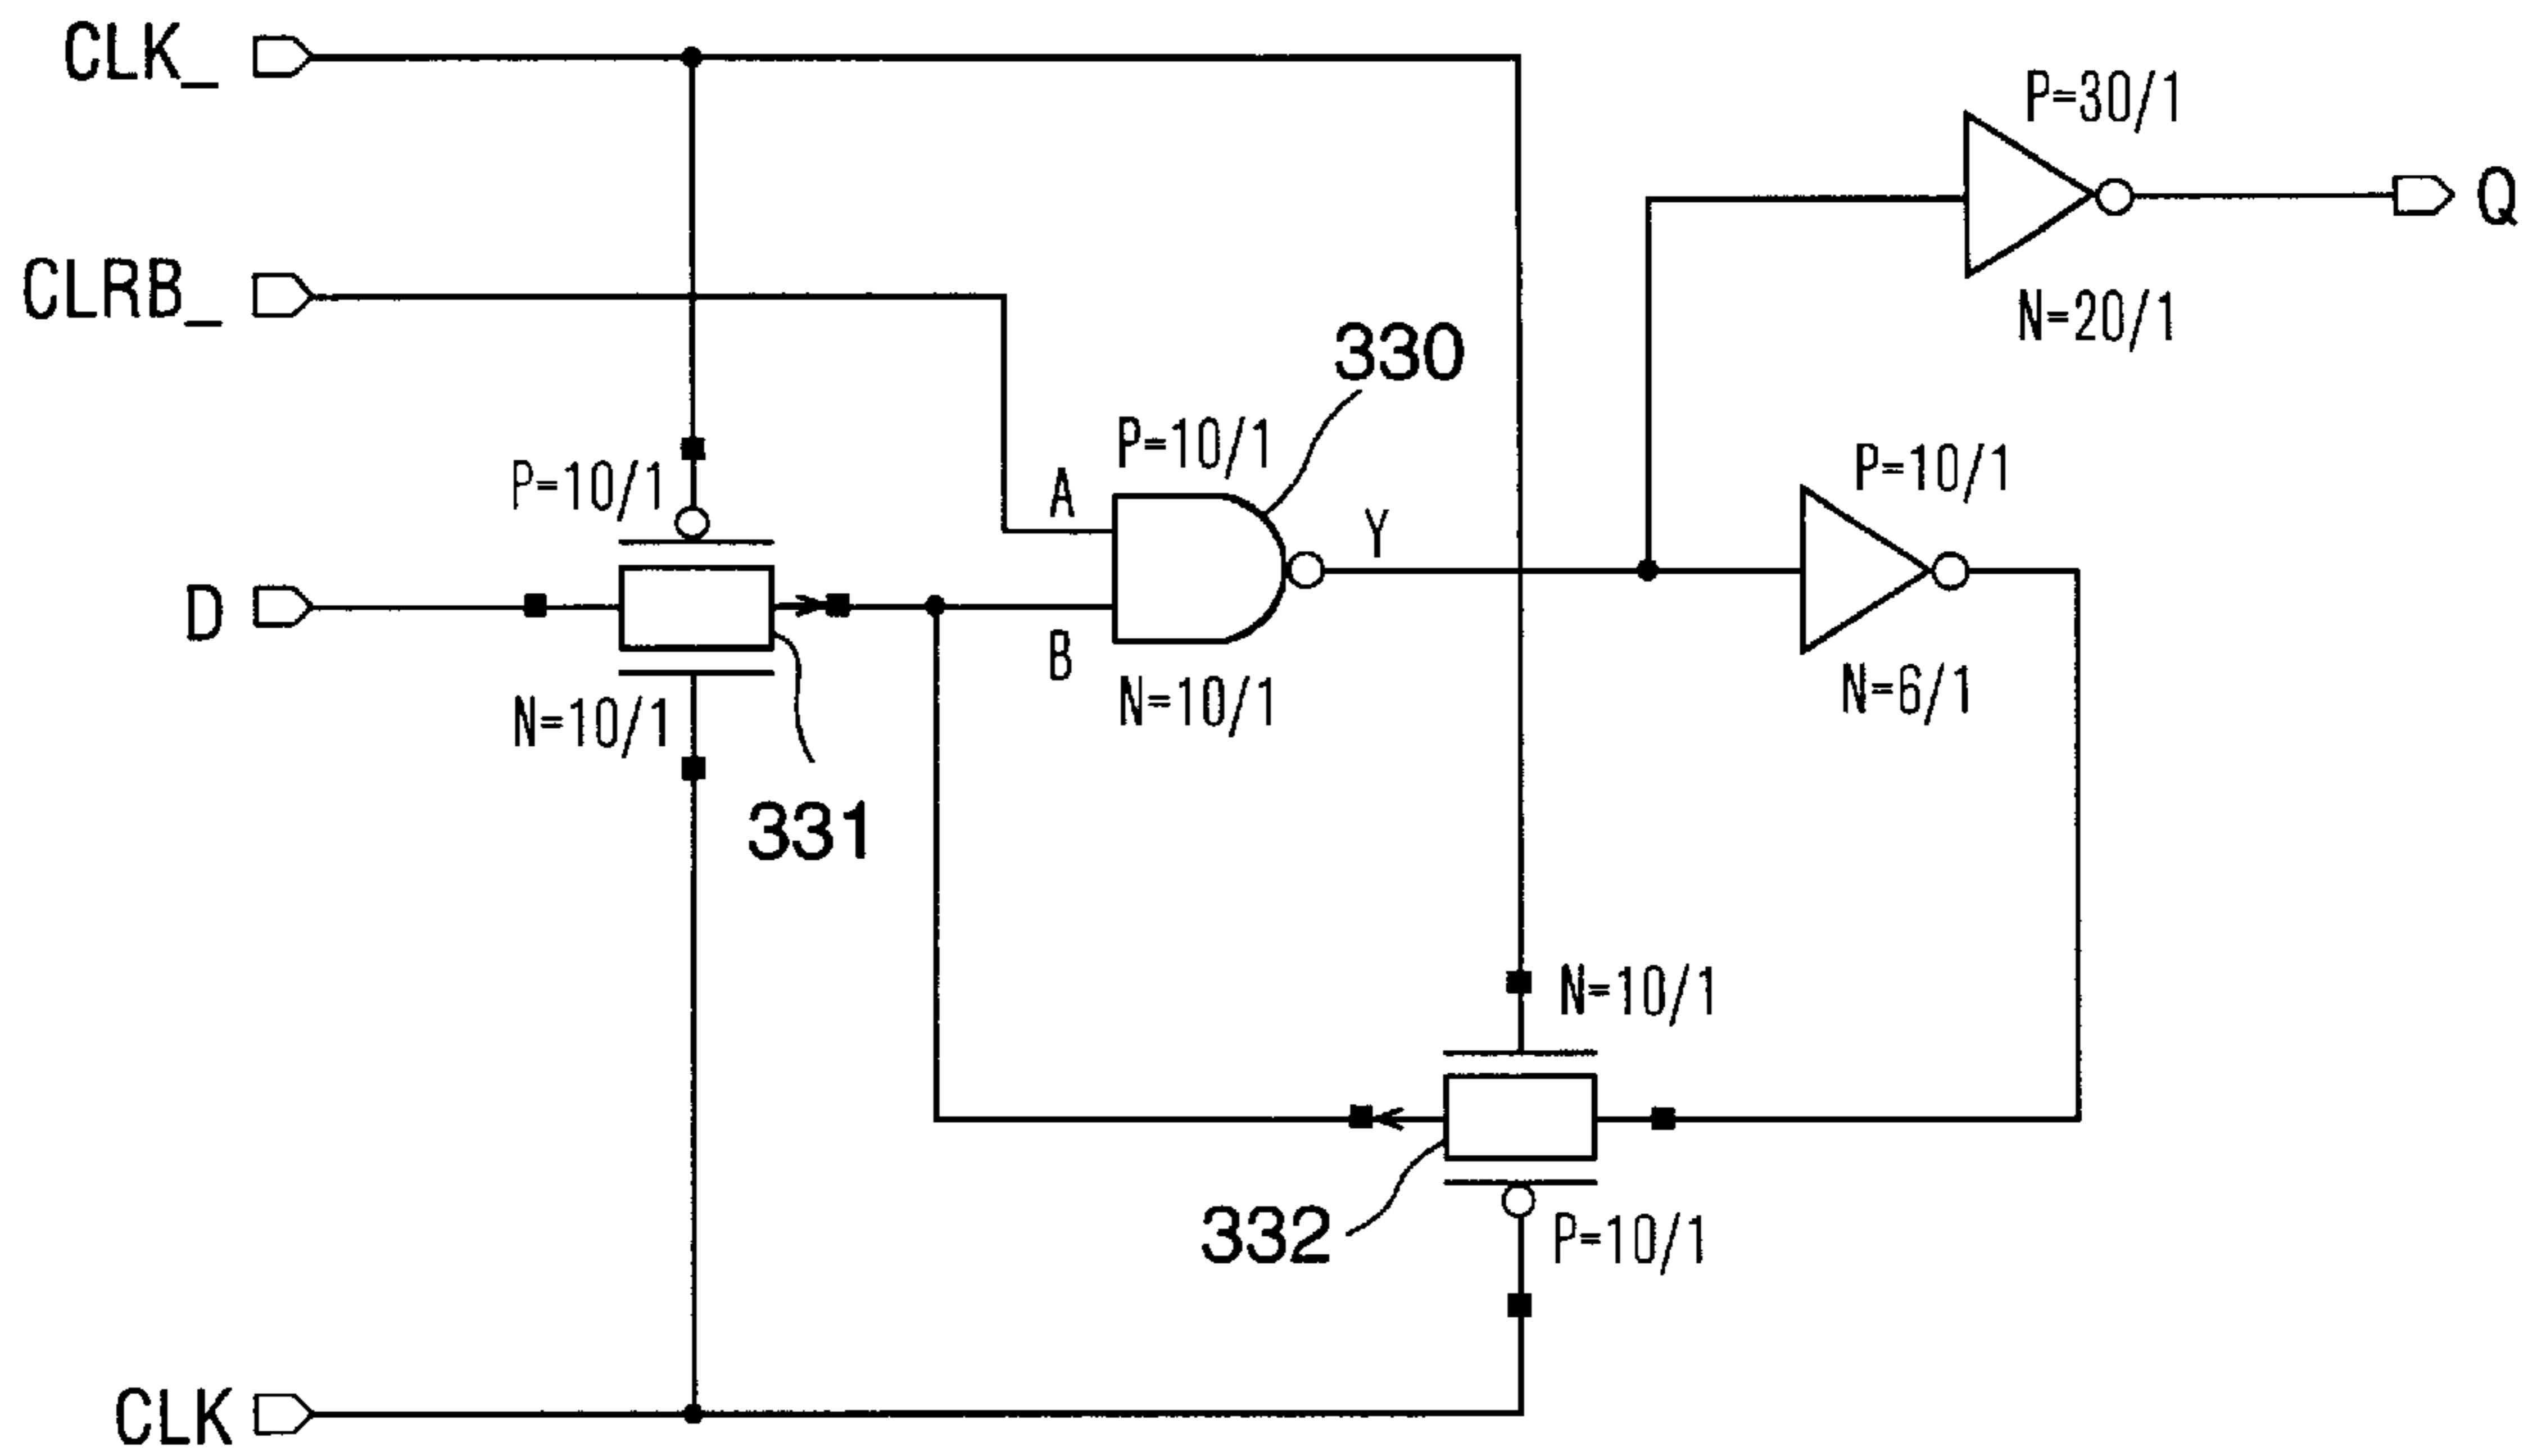 CLK_
P=30/1
Q
CLRB_
N=20/1
330
P=10/1
P=10/1
P=10/1
A
Y
D
B
N=10/1
N=6/1
N=10/1
331
N=10/1
332
P=10/1
CLK